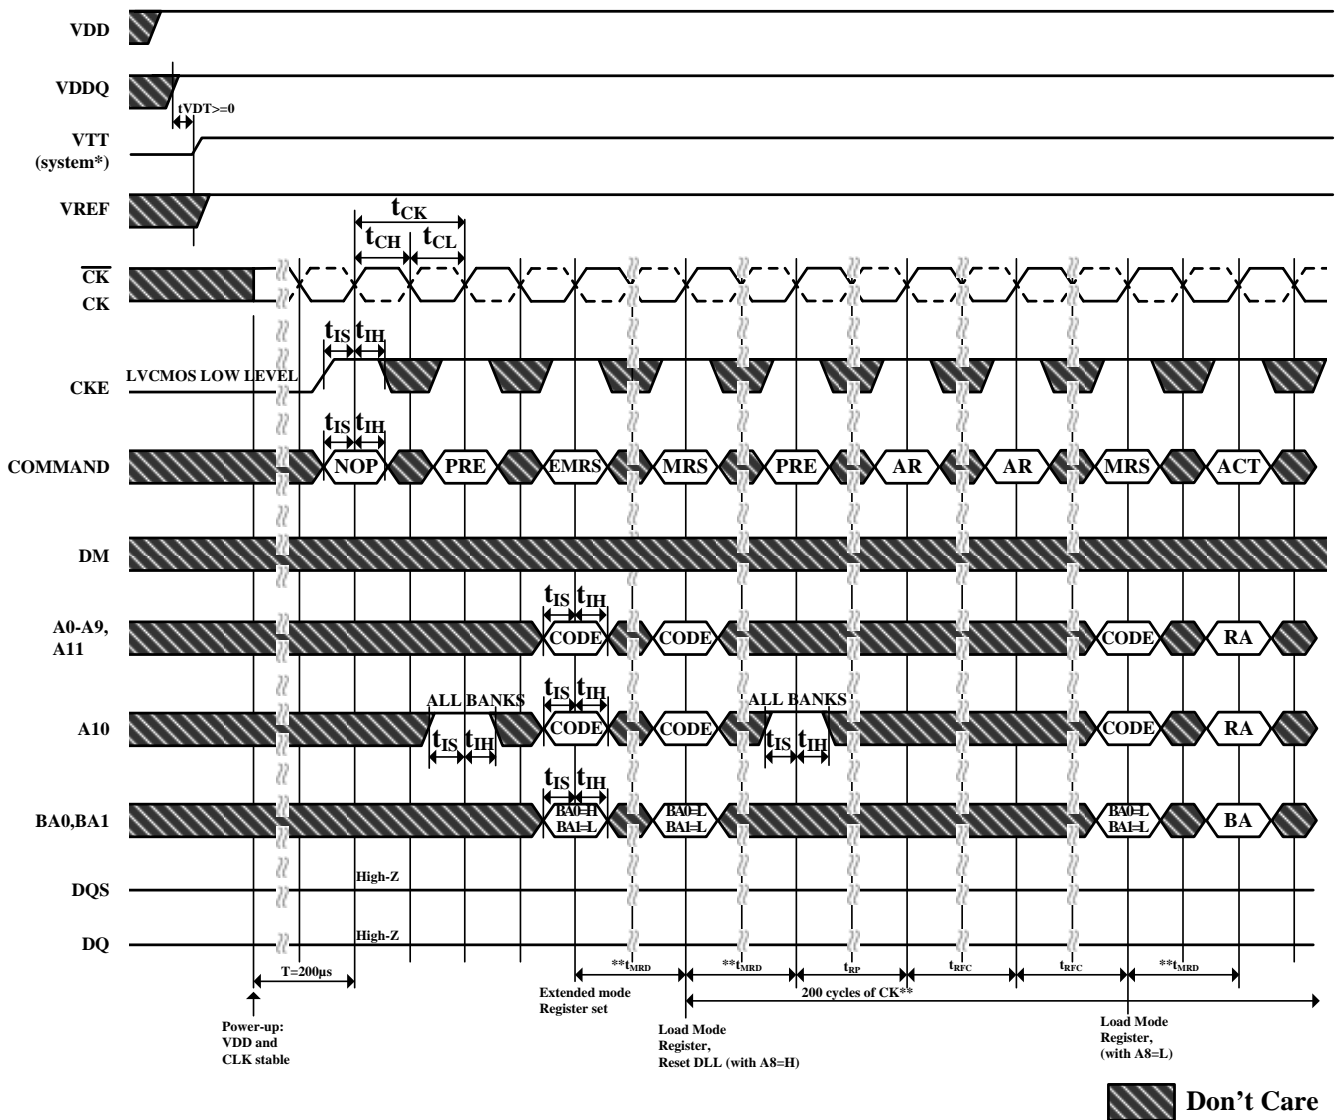 VDD
VDDQ
tVDT>=0
VTT
(system*)
VREF
tCK
tCH tCL
CK
CK
tIS tIH
LVCMOS LOW LEVEL
CKE
tIS tIH
COMMAND NOP PRE EMRS MRS PRE AR AR MRS ACT
DM
tIS tIH
A0-A9,
A11
CODE CODE CODE RA
ALL BANKS tIS tIH ALL BANKS
A10 CODE CODE CODE RA
tIS tIH tIS tIH
tIS tIH
BA0,BA1
BA0=H BA0=L BA0=L
BA1=L BA1=L BA1=L
BA
High-Z
DQS
High-Z
DQ
T=200µs
**tMRD **tMRD tRP tRFC tRFC **tMRD
200 cycles of CK**
Extended mode
Register set
Power-up:
VDD and
CLK stable
Load Mode
Register,
Reset DLL (with A8=H)
Load Mode
Register,
(with A8=L)
Don't Care